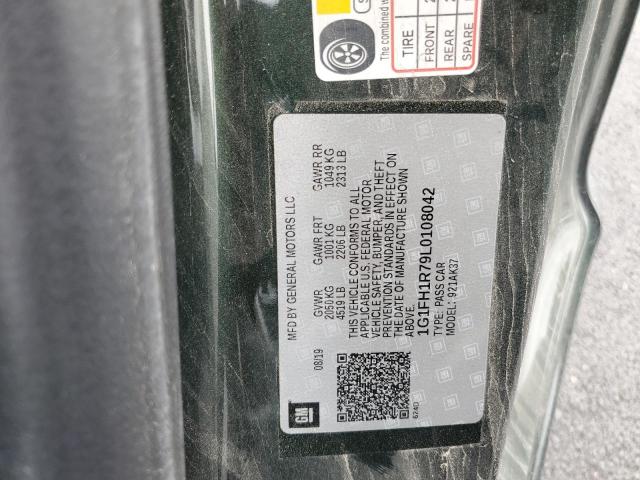 The combined w
TIRE
FRONT
REAR
SPARE
MFD BY GENERAL MOTORS LLC
08/19 GVWR GAWR FRT GAWR RR
2050 KG 1001 KG 1049 KG
4519 LB 2206 LB 2313 LB
THIS VEHICLE CONFORMS TO ALL
APPLICABLE U.S. FEDERAL MOTOR
VEHICLE SAFETY, BUMPER, AND THEFT
PREVENTION STANDARDS IN EFFECT ON
THE DATE OF MANUFACTURE SHOWN
ABOVE.
1G1FH1R79L0108042
TYPE: PASS CAR
MODEL: 921AK37
GM